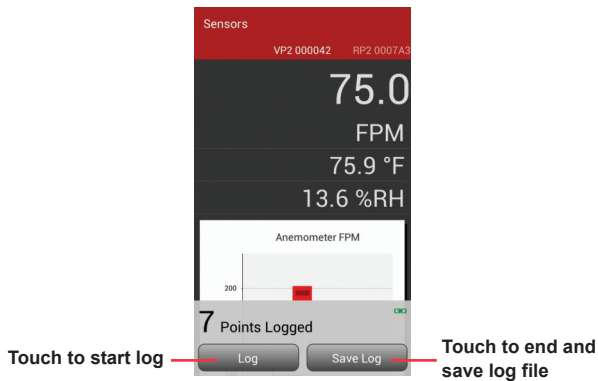 Sensors
VP2 000042 RP2 0007A3
75.0
FPM
75.9 °F
13.6 %RH
Anemometer FPM
200
7 Points Logged
Log Save Log
Touch to start log
Touch to end and
save log file